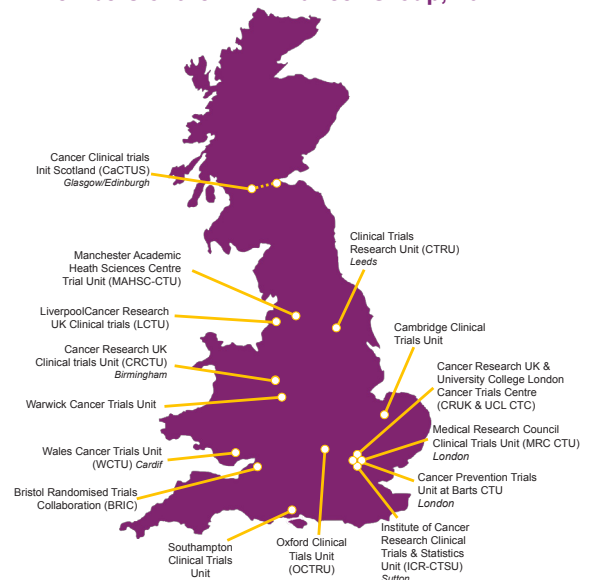 Cancer Clinical trials
Init Scotland (CaCTUS)
Glasgow/Edinburgh
Clinical Trials
Research Unit (CTRU)
Leeds
Manchester Academic
Heath Sciences Centre
Trial Unit (MAHSC-CTU)
LiverpoolCancer Research
UK Clinical trials (LCTU)
Cambridge Clinical
Trials Unit
Cancer Research UK
Clinical trials Unit (CRCTU)
Birmingham
Cancer Research UK &
University College London
Cancer Trials Centre
(CRUK & UCL CTC)
Warwick Cancer Trials Unit
Medical Research Council
Clinical Trials Unit (MRC CTU)
London
Wales Cancer Trials Unit
(WCTU) Cardif
Cancer Prevention Trials
Unit at Barts CTU
London
Bristol Randomised Trials
Collaboration (BRIC)
Institute of Cancer
Research Clinical
Trials & Statistics
Unit (ICR-CTSU)
Sutton
Southampton
Clinical Trials
Unit
Oxford Clinical
Tials Unit
(OCTRU)